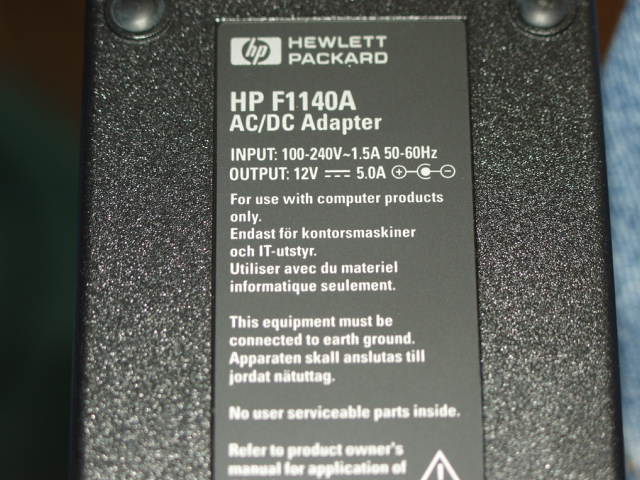 hp HEWLETT
PACKARD
HP F1140A
AC/DC Adapter
INPUT: 100-240V~1.5A 50-60Hz
OUTPUT: 12V ⎓ 5.0A
For use with computer products
only.
Endast för kontorsmaskiner
och IT-utstyr.
Utiliser avec du materiel
informatique seulement.
This equipment must be
connected to earth ground.
Apparaten skall anslutas till
jordat nätuttag.
No user serviceable parts inside.
Refer to product owner's
manual for application of